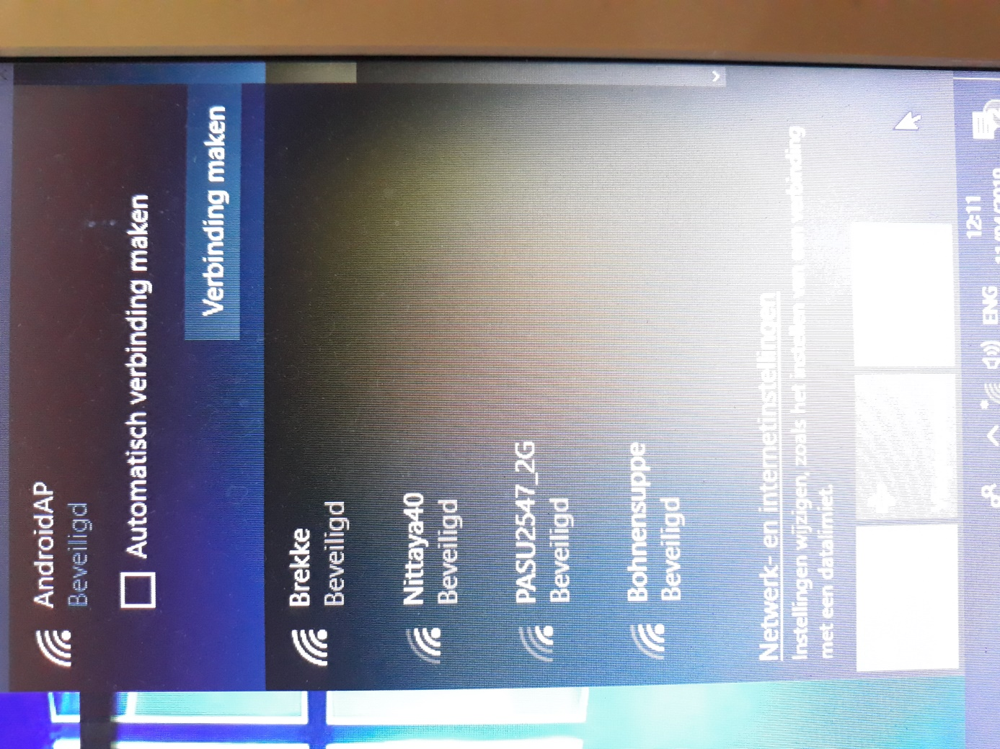 AndroidAP
Beveiligd
Automatisch verbinding maken
Verbinding maken
Brekke
Beveiligd
Nittaya40
Beveiligd
PASU2547_2G
Beveiligd
Bohnensuppe
Beveiligd
Netwerk- en internetinstellingen
Instellingen wijzigen, zoals het instellen van een verbinding
met een datalimiet.
ENG
12:11